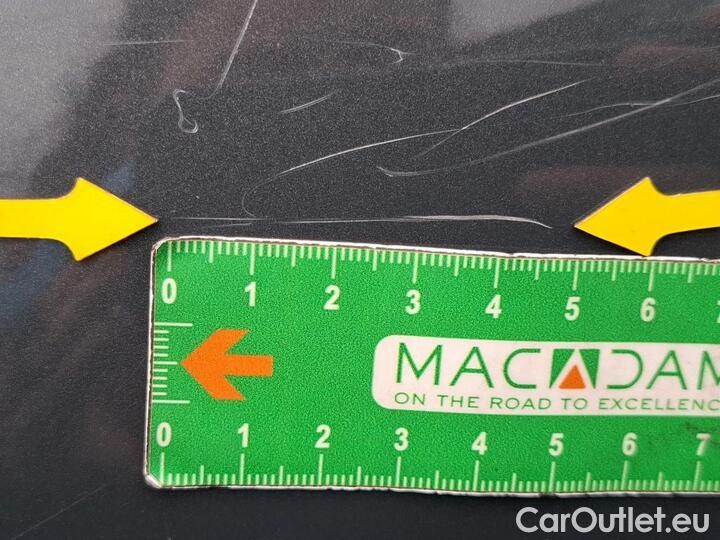 0 1 2 3 4 5 6 7
MACADAM
ON THE ROAD TO EXCELLENC
0 1 2 3 4 5 6 7
CarOutlet.eu